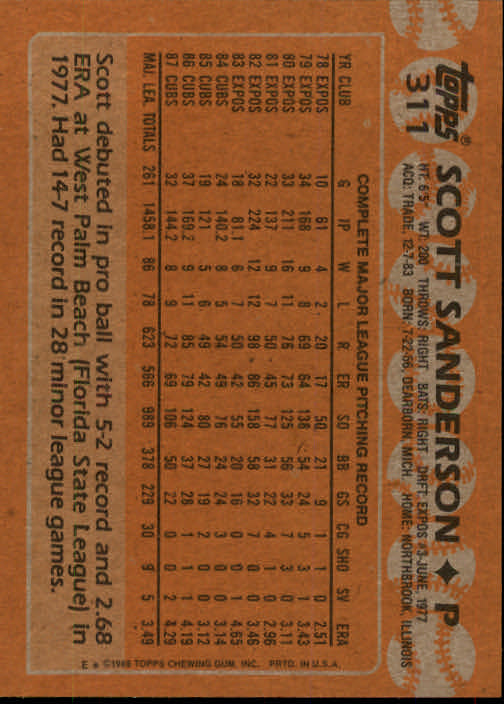 topps®
311
SCOTT SANDERSON ♦ P
HT: 6'5" WT: 200 THROWS: RIGHT BATS: RIGHT DRFT: EXPOS #3-JUNE, 1977
ACQ: TRADE, 12-7-83 BORN: 7-22-56, DEARBORN, MICH HOME: NORTHBROOK, ILLINOIS
COMPLETE MAJOR LEAGUE PITCHING RECORD
YR CLUB G IP W L R ER SO BB GS CG SHO SV ERA
78 EXPOS 10 61 4 2 20 17 50 21 9 1 1 0 2.51
79 EXPOS 34 168 9 8 69 64 138 54 24 5 3 1 3.43
80 EXPOS 33 211 16 11 76 73 125 56 33 7 3 0 3.11
81 EXPOS 22 137 9 7 50 45 77 31 22 4 1 0 2.96
82 EXPOS 32 224 12 12 98 86 158 58 32 7 0 0 3.46
83 EXPOS 18 81.1 6 7 50 42 55 20 16 0 0 1 4.65
84 CUBS 24 140.2 8 5 54 49 76 24 24 3 0 0 3.14
85 CUBS 19 121 5 6 49 42 80 27 19 2 0 0 3.12
86 CUBS 37 169.2 9 11 85 79 124 37 28 1 1 1 4.19
87 CUBS 32 144.2 8 9 72 69 106 50 22 0 0 2 4.29
MAJ. LEA. TOTALS 261 1458.1 86 78 623 566 989 378 229 30 9 5 3.49
E * ©1988 TOPPS CHEWING GUM, INC. PRTD. IN U.S.A.
Scott debuted in pro ball with 5-2 record and 2.68
ERA at West Palm Beach (Florida State League) in
1977. Had 14-7 record in 28 minor league games.